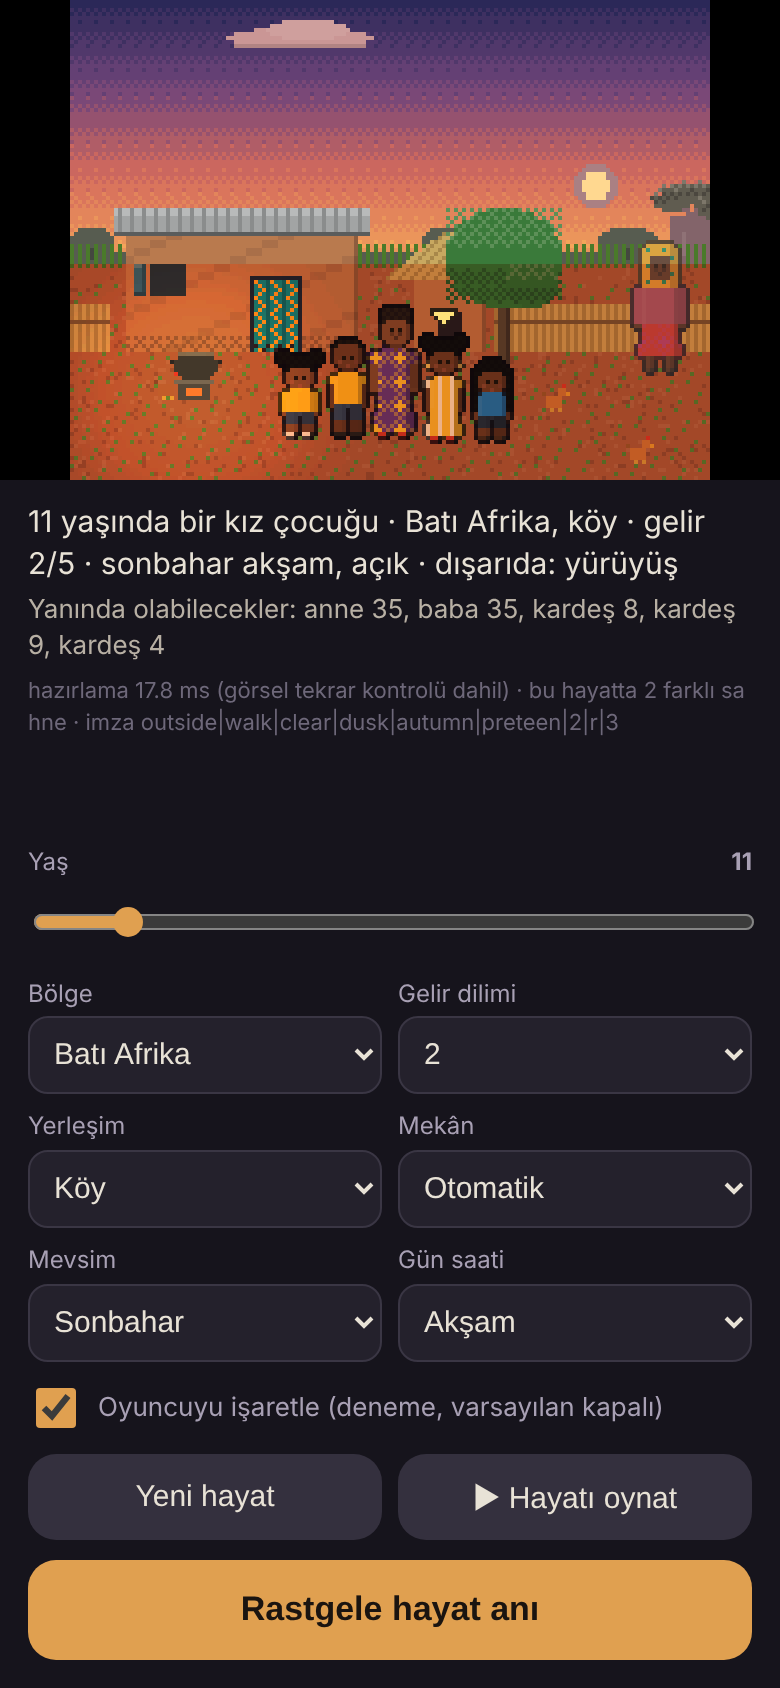 11 yaşında bir kız çocuğu · Batı Afrika, köy · gelir
2/5 · sonbahar akşam, açık · dışarıda: yürüyüş
Yanında olabilecekler: anne 35, baba 35, kardeş 8, kardeş
9, kardeş 4
hazırlama 17.8 ms (görsel tekrar kontrolü dahil) · bu hayatta 2 farklı sa
hne · imza outside|walk|clear|dusk|autumn|preteen|2|r|3
Yaş 11
Bölge Gelir dilimi
Batı Afrika 2
Yerleşim Mekân
Köy Otomatik
Mevsim Gün saati
Sonbahar Akşam
Oyuncuyu işaretle (deneme, varsayılan kapalı)
Yeni hayat ▶ Hayatı oynat
Rastgele hayat anı